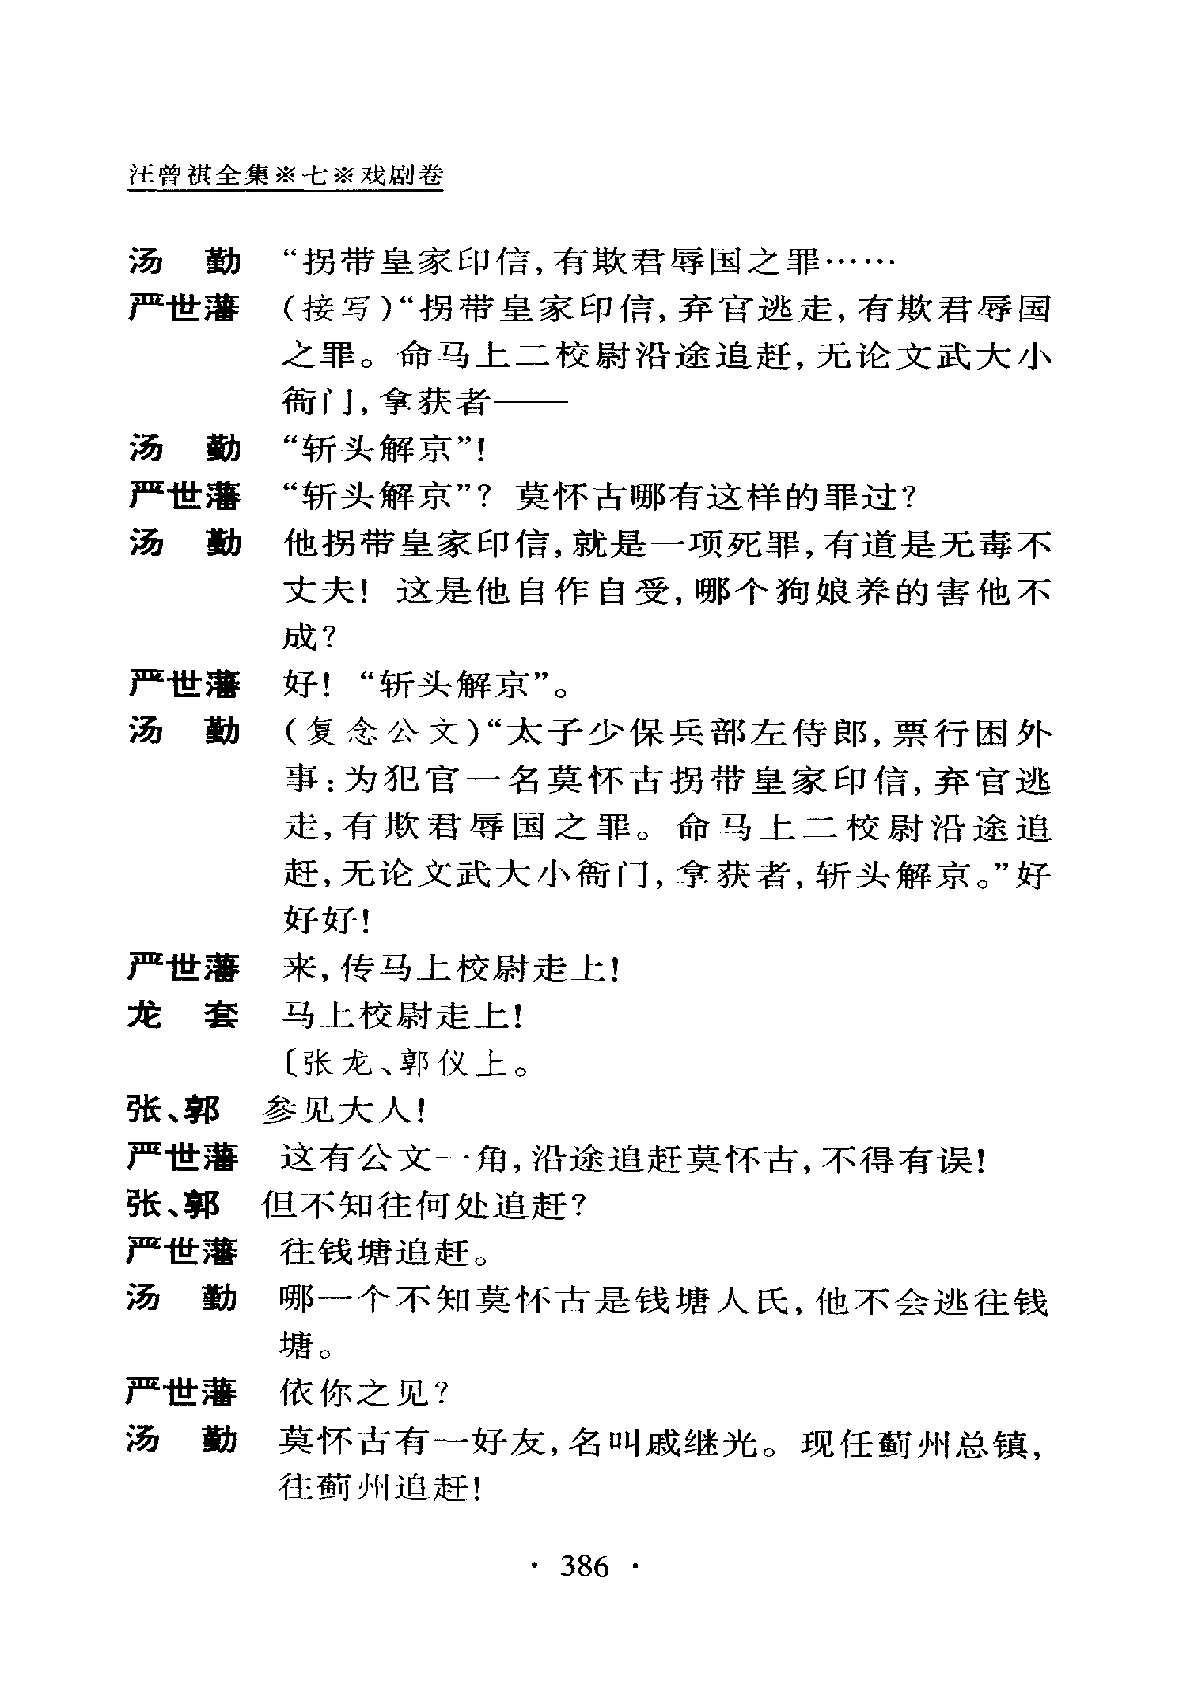 汪曾祺全集※七※戏剧卷
汤　勤　“拐带皇家印信,有欺君辱国之罪……
严世藩　(接写)“拐带皇家印信,弃官逃走,有欺君辱国
之罪。命马上二校尉沿途追赶,无论文武大小
衙门,拿获者——
汤　勤　“斩头解京”!
严世藩　“斩头解京”? 莫怀古哪有这样的罪过?
汤　勤　他拐带皇家印信,就是一项死罪,有道是无毒不
丈夫! 这是他自作自受,哪个狗娘养的害他不
成?
严世藩　好! “斩头解京”。
汤　勤　(复念公文)“太子少保兵部左侍郎,票行困外
事:为犯官一名莫怀古拐带皇家印信,弃官逃
走,有欺君辱国之罪。命马上二校尉沿途追
赶,无论文武大小衙门,拿获者,斩头解京。”好
好好!
严世藩　来,传马上校尉走上!
龙　套　马上校尉走上!
〔张龙、郭仪上。
张、郭　参见大人!
严世藩　这有公文一角,沿途追赶莫怀古,不得有误!
张、郭　但不知往何处追赶?
严世藩　往钱塘追赶。
汤　勤　哪一个不知莫怀古是钱塘人氏,他不会逃往钱
塘。
严世藩　依你之见?
汤　勤　莫怀古有一好友,名叫戚继光。现任蓟州总镇,
往蓟州追赶!
· 386 ·